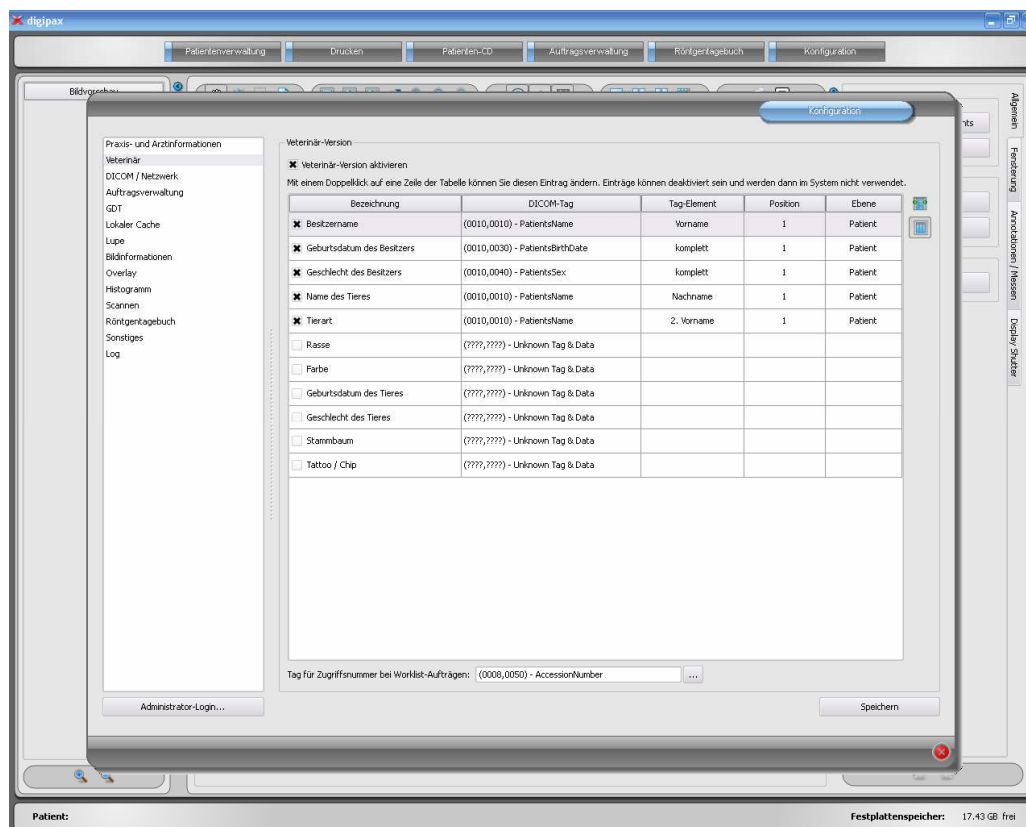 digipax
Patientenverwaltung Drucken Patienten-CD Auftragsverwaltung Röntgentagebuch Konfiguration
Konfiguration
Praxis- und Arztinformationen
Veterinär
DICOM / Netzwerk
Auftragsverwaltung
GDT
Lokaler Cache
Lupe
Bildinformationen
Overlay
Histogramm
Scannen
Röntgentagebuch
Sonstiges
Log
Administrator-Login...
Veterinär-Version
Veterinär-Version aktivieren
Mit einem Doppelklick auf eine Zeile der Tabelle können Sie diesen Eintrag ändern. Einträge können deaktiviert sein und werden dann im System nicht verwendet.
Bezeichnung DICOM-Tag Tag-Element Position Ebene
Besitzername (0010,0010) - PatientsName Vorname 1 Patient
Geburtsdatum des Besitzers (0010,0030) - PatientsBirthDate komplett 1 Patient
Geschlecht des Besitzers (0010,0040) - PatientsSex komplett 1 Patient
Name des Tieres (0010,0010) - PatientsName Nachname 1 Patient
Tierart (0010,0010) - PatientsName 2. Vorname 1 Patient
Rasse (????,????) - Unknown Tag & Data
Farbe (????,????) - Unknown Tag & Data
Geburtsdatum des Tieres (????,????) - Unknown Tag & Data
Geschlecht des Tieres (????,????) - Unknown Tag & Data
Stammbaum (????,????) - Unknown Tag & Data
Tattoo / Chip (????,????) - Unknown Tag & Data
Tag für Zugriffsnummer bei Worklist-Aufträgen: (0008,0050) - AccessionNumber ...
Speichern
Allgemein
Fensterung
Annotationen / Messen
Display Shutter
Patient: Festplattenspeicher: 17.43 GB frei